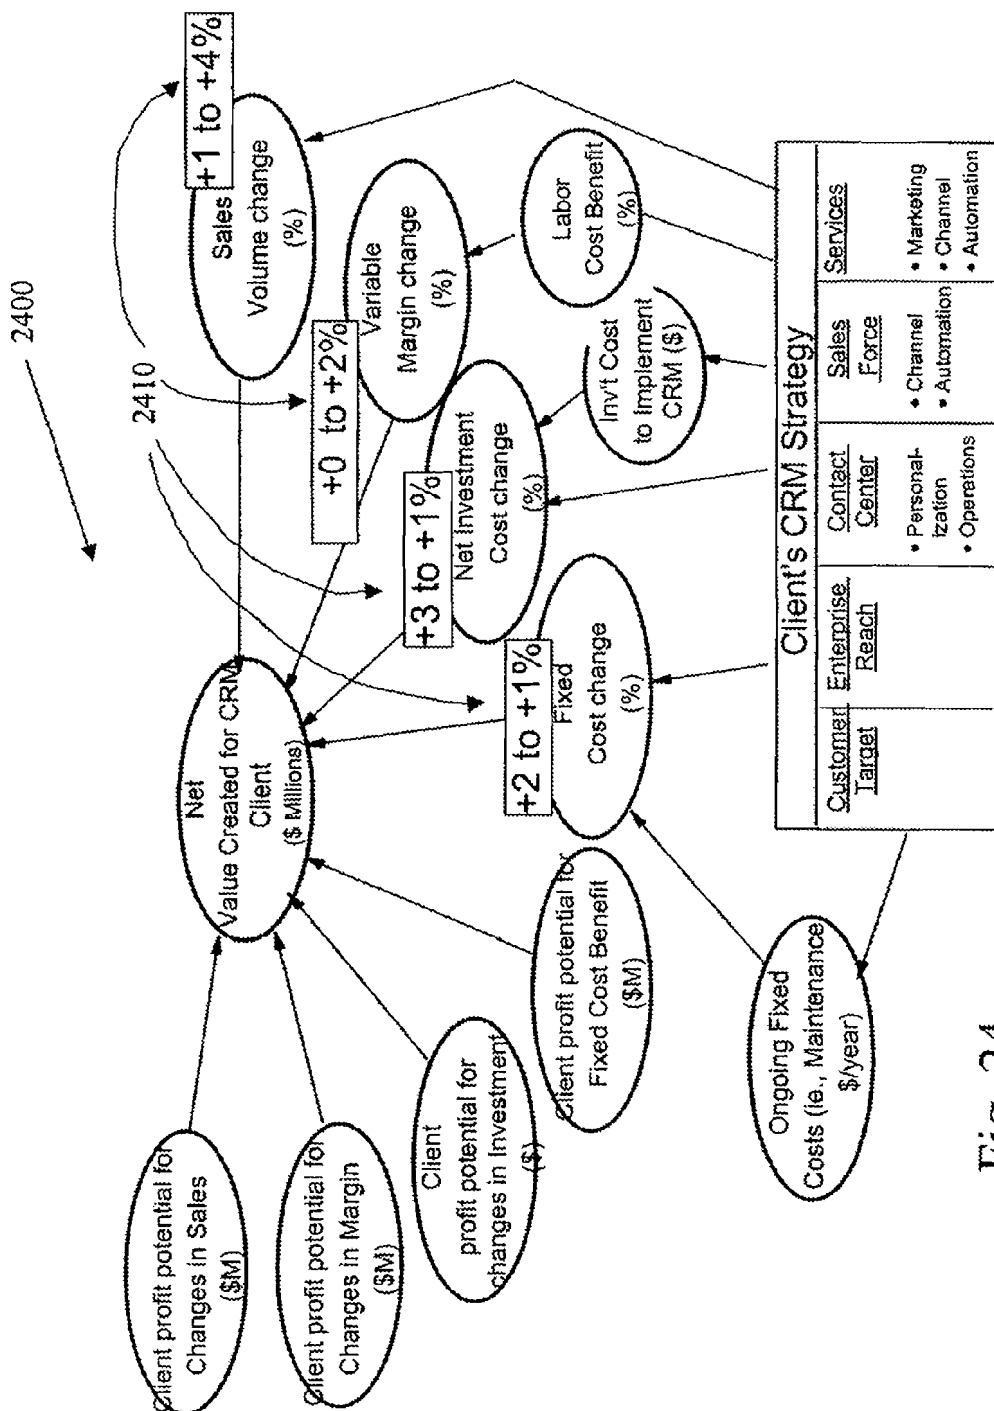 2400
2410
+1 to +4%
Sales
Volume change
(%)
+0 to +2%
Variable
Margin change
(%)
+3 to +1%
Net Investment
Cost change
(%)
+2 to +1%
Fixed
Cost change
(%)
Labor
Cost Benefit
(%)
Inv't Cost
to Implement
CRM ($)
Net
Value Created for CRM
Client
($ Millions)
Client profit potential for
Changes in Sales
($M)
Client profit potential for
Changes in Margin
($M)
Client
profit potential for
changes in Investment
($)
Client profit potential for
Fixed Cost Benefit
($M)
Ongoing Fixed
Costs (ie., Maintenance
$/year)
Client's CRM Strategy
Customer
Target
Enterprise
Reach
Contact
Center
• Personal-
ization
• Operations
Sales
Force
• Channel
• Automation
Services
• Marketing
• Channel
• Automation
Fig. 24